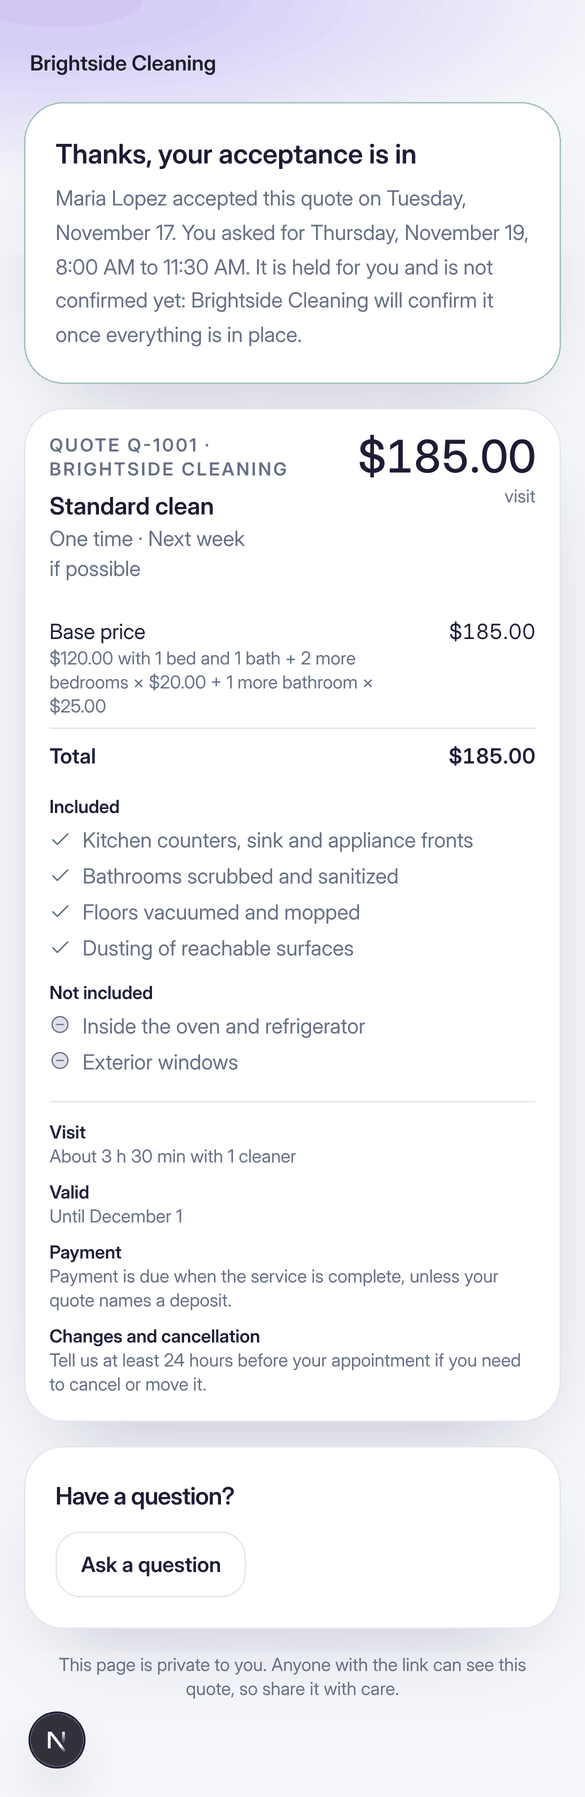 Brightside Cleaning
Thanks, your acceptance is in
Maria Lopez accepted this quote on Tuesday,
November 17. You asked for Thursday, November 19,
8:00 AM to 11:30 AM. It is held for you and is not
confirmed yet: Brightside Cleaning will confirm it
once everything is in place.
QUOTE Q-1001 ·
BRIGHTSIDE CLEANING
$185.00
visit
Standard clean
One time · Next week
if possible
Base price
$185.00
$120.00 with 1 bed and 1 bath + 2 more
bedrooms × $20.00 + 1 more bathroom ×
$25.00
Total
$185.00
Included
Kitchen counters, sink and appliance fronts
Bathrooms scrubbed and sanitized
Floors vacuumed and mopped
Dusting of reachable surfaces
Not included
Inside the oven and refrigerator
Exterior windows
Visit
About 3 h 30 min with 1 cleaner
Valid
Until December 1
Payment
Payment is due when the service is complete, unless your
quote names a deposit.
Changes and cancellation
Tell us at least 24 hours before your appointment if you need
to cancel or move it.
Have a question?
Ask a question
This page is private to you. Anyone with the link can see this
quote, so share it with care.
N